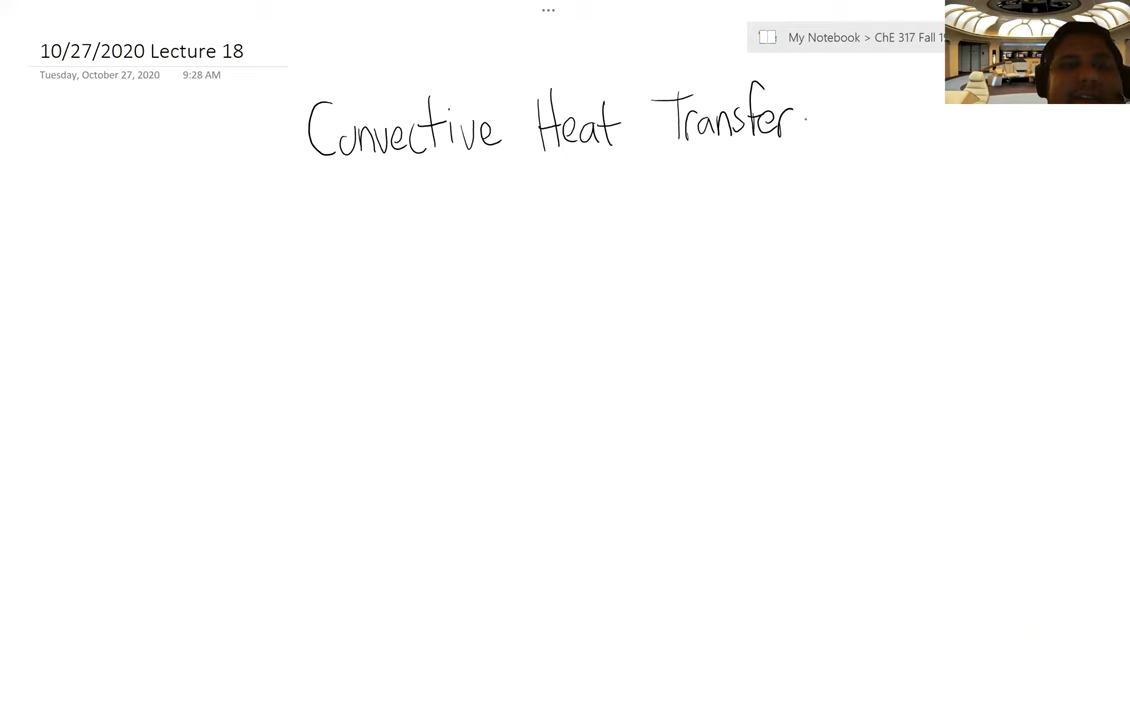 10/27/2020 Lecture 18
Tuesday, October 27, 2020 9:28 AM
My Notebook > ChE 317 Fall
Convective Heat Transfer